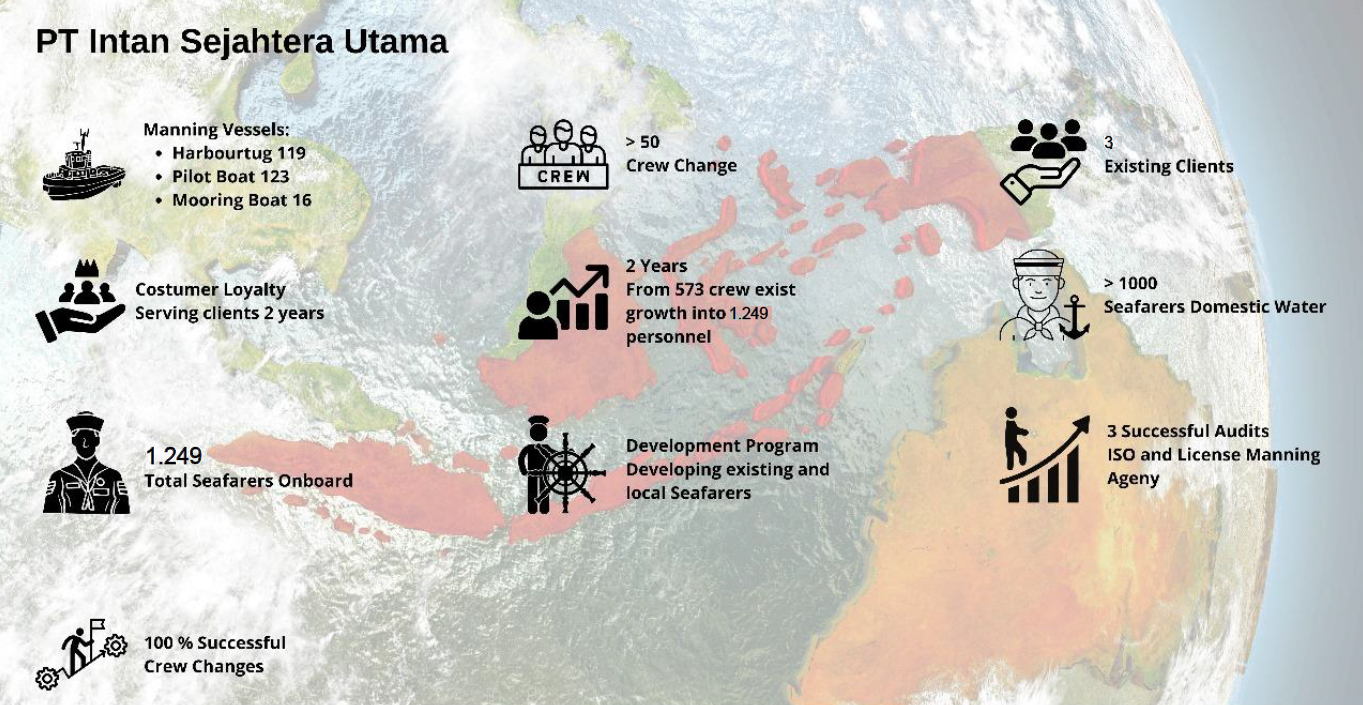 PT Intan Sejahtera Utama
Manning Vessels:
• Harbourtug 119
• Pilot Boat 123
• Mooring Boat 16
CREW
> 50
Crew Change
3
Existing Clients
Costumer Loyalty
Serving clients 2 years
2 Years
From 573 crew exist
growth into 1.249
personnel
> 1000
Seafarers Domestic Water
1.249
Total Seafarers Onboard
Development Program
Developing existing and
local Seafarers
3 Successful Audits
ISO and License Manning
Ageny
100 % Successful
Crew Changes